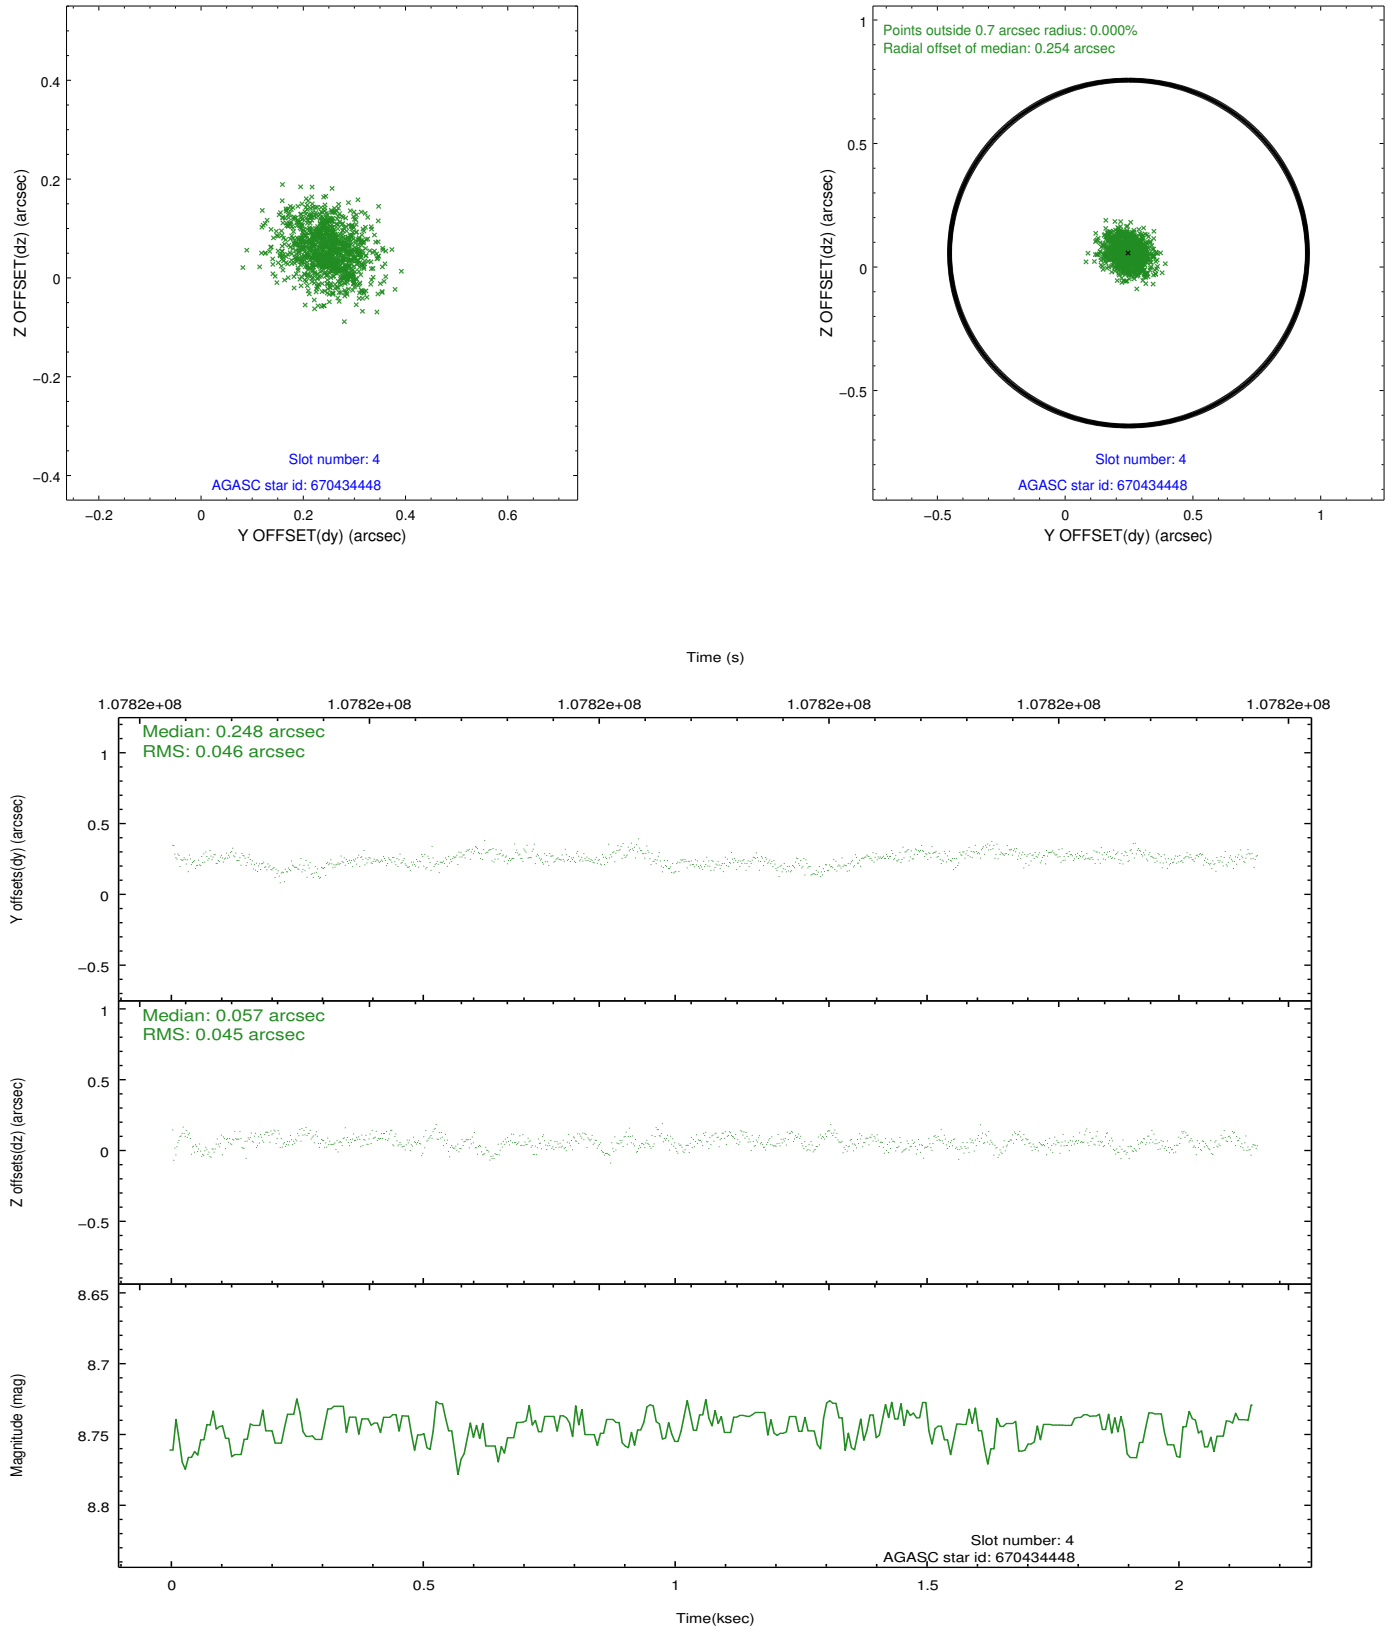 0.4
0.2
0
−0.2
−0.4
Z OFFSET(dz) (arcsec)
Slot number: 4
AGASC star id: 670434448
−0.2 0 0.2 0.4 0.6
Y OFFSET(dy) (arcsec)
Points outside 0.7 arcsec radius: 0.000%
Radial offset of median: 0.254 arcsec
1
0.5
0
−0.5
Z OFFSET(dz) (arcsec)
Slot number: 4
AGASC star id: 670434448
−0.5 0 0.5 1
Y OFFSET(dy) (arcsec)
Time (s)
1.0782e+08 1.0782e+08 1.0782e+08 1.0782e+08 1.0782e+08 1.0782e+08
Median: 0.248 arcsec
RMS: 0.046 arcsec
1
0.5
0
−0.5
Y offsets(dy) (arcsec)
Median: 0.057 arcsec
RMS: 0.045 arcsec
1
0.5
0
−0.5
Z offsets(dz) (arcsec)
8.65
8.7
8.75
8.8
Magnitude (mag)
Slot number: 4
AGASC star id: 670434448
0 0.5 1 1.5 2
Time(ksec)